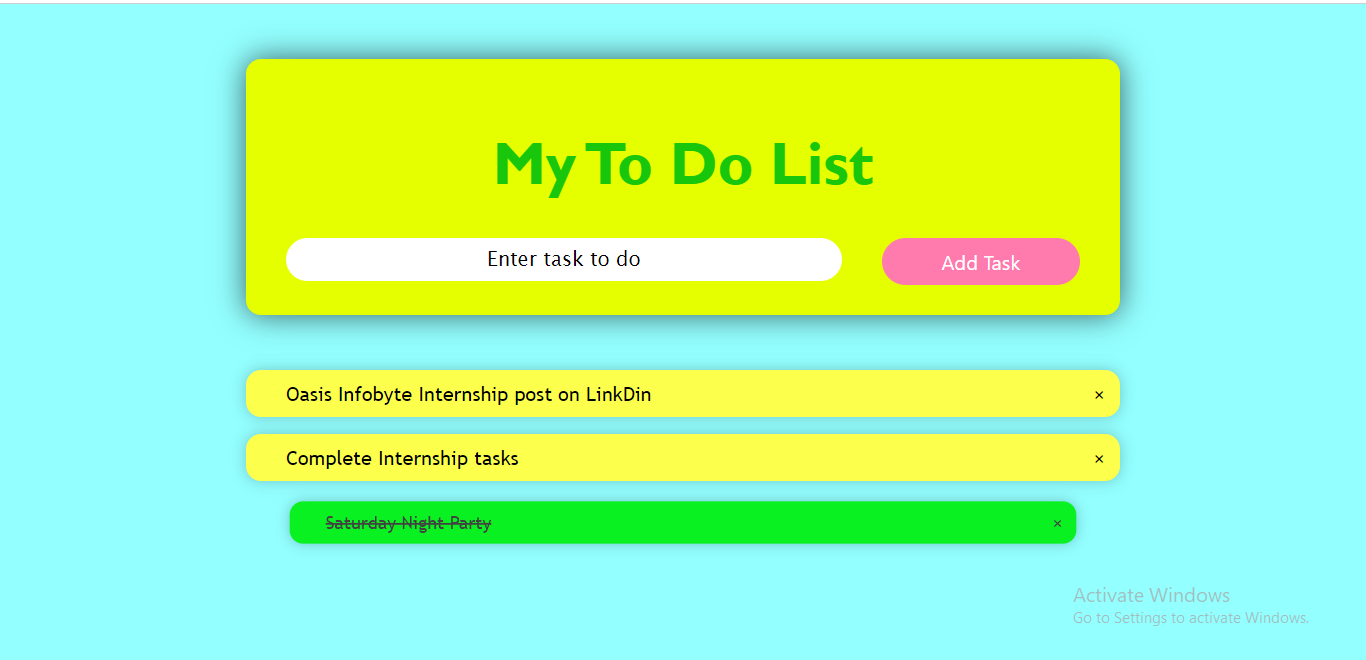 My To Do List
Enter task to do
Add Task
Oasis Infobyte Internship post on LinkDin
×
Complete Internship tasks
×
Saturday Night Party
×
Activate Windows
Go to Settings to activate Windows.